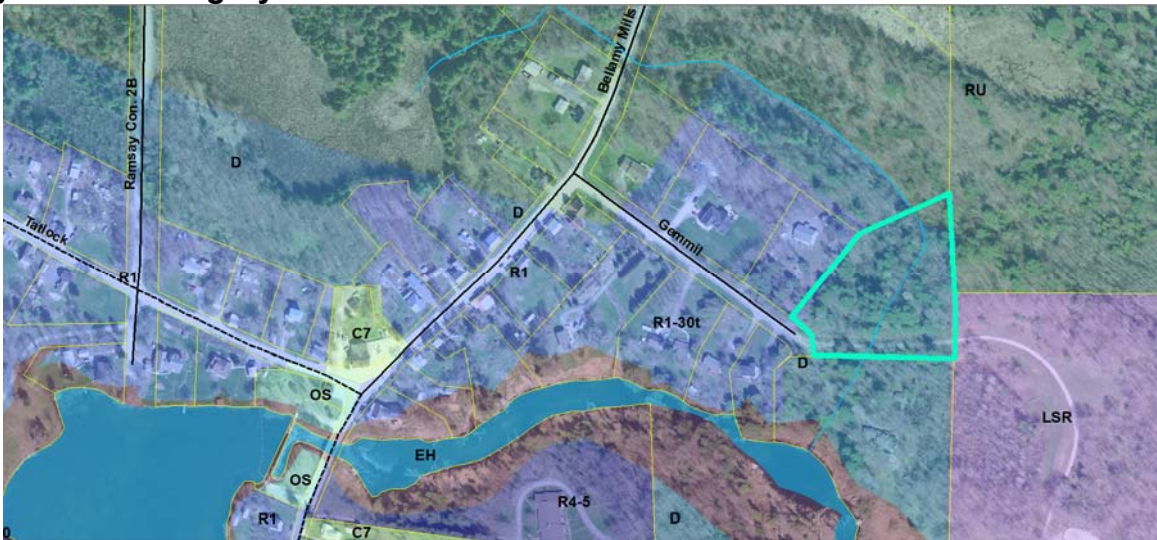 Bellamy Mills
Ramsay Con. 2B
RU
D
Tatlock
D
Gemmil
R1
R1
C7
R1-30t
D
OS
LSR
EH
OS
R4-5
R1
D
C7